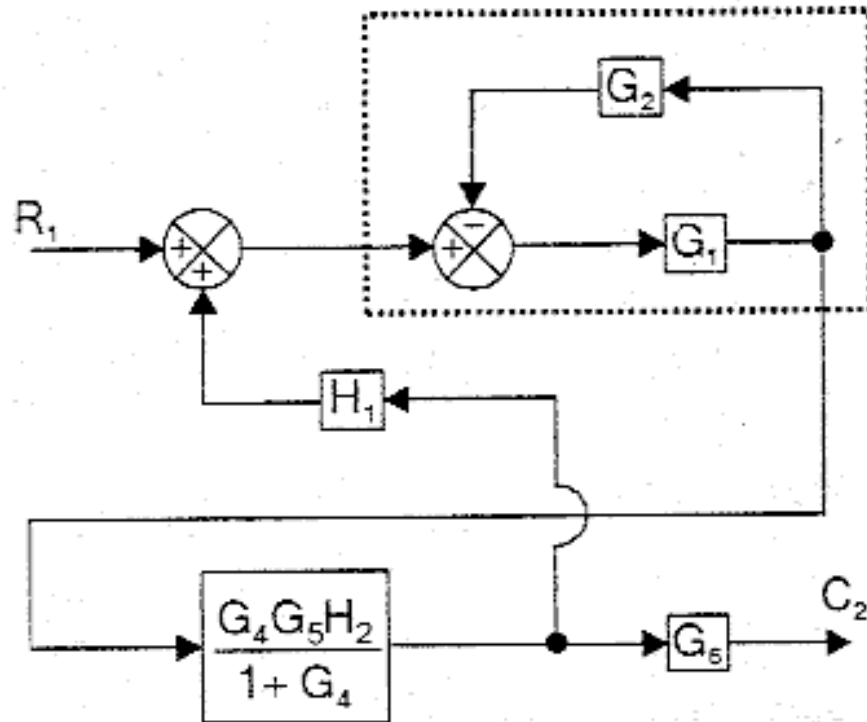 G₂
R₁
+
+
−
+
G₁
H₁
G₄G₅H₂
1 + G₄
G₆
C₂